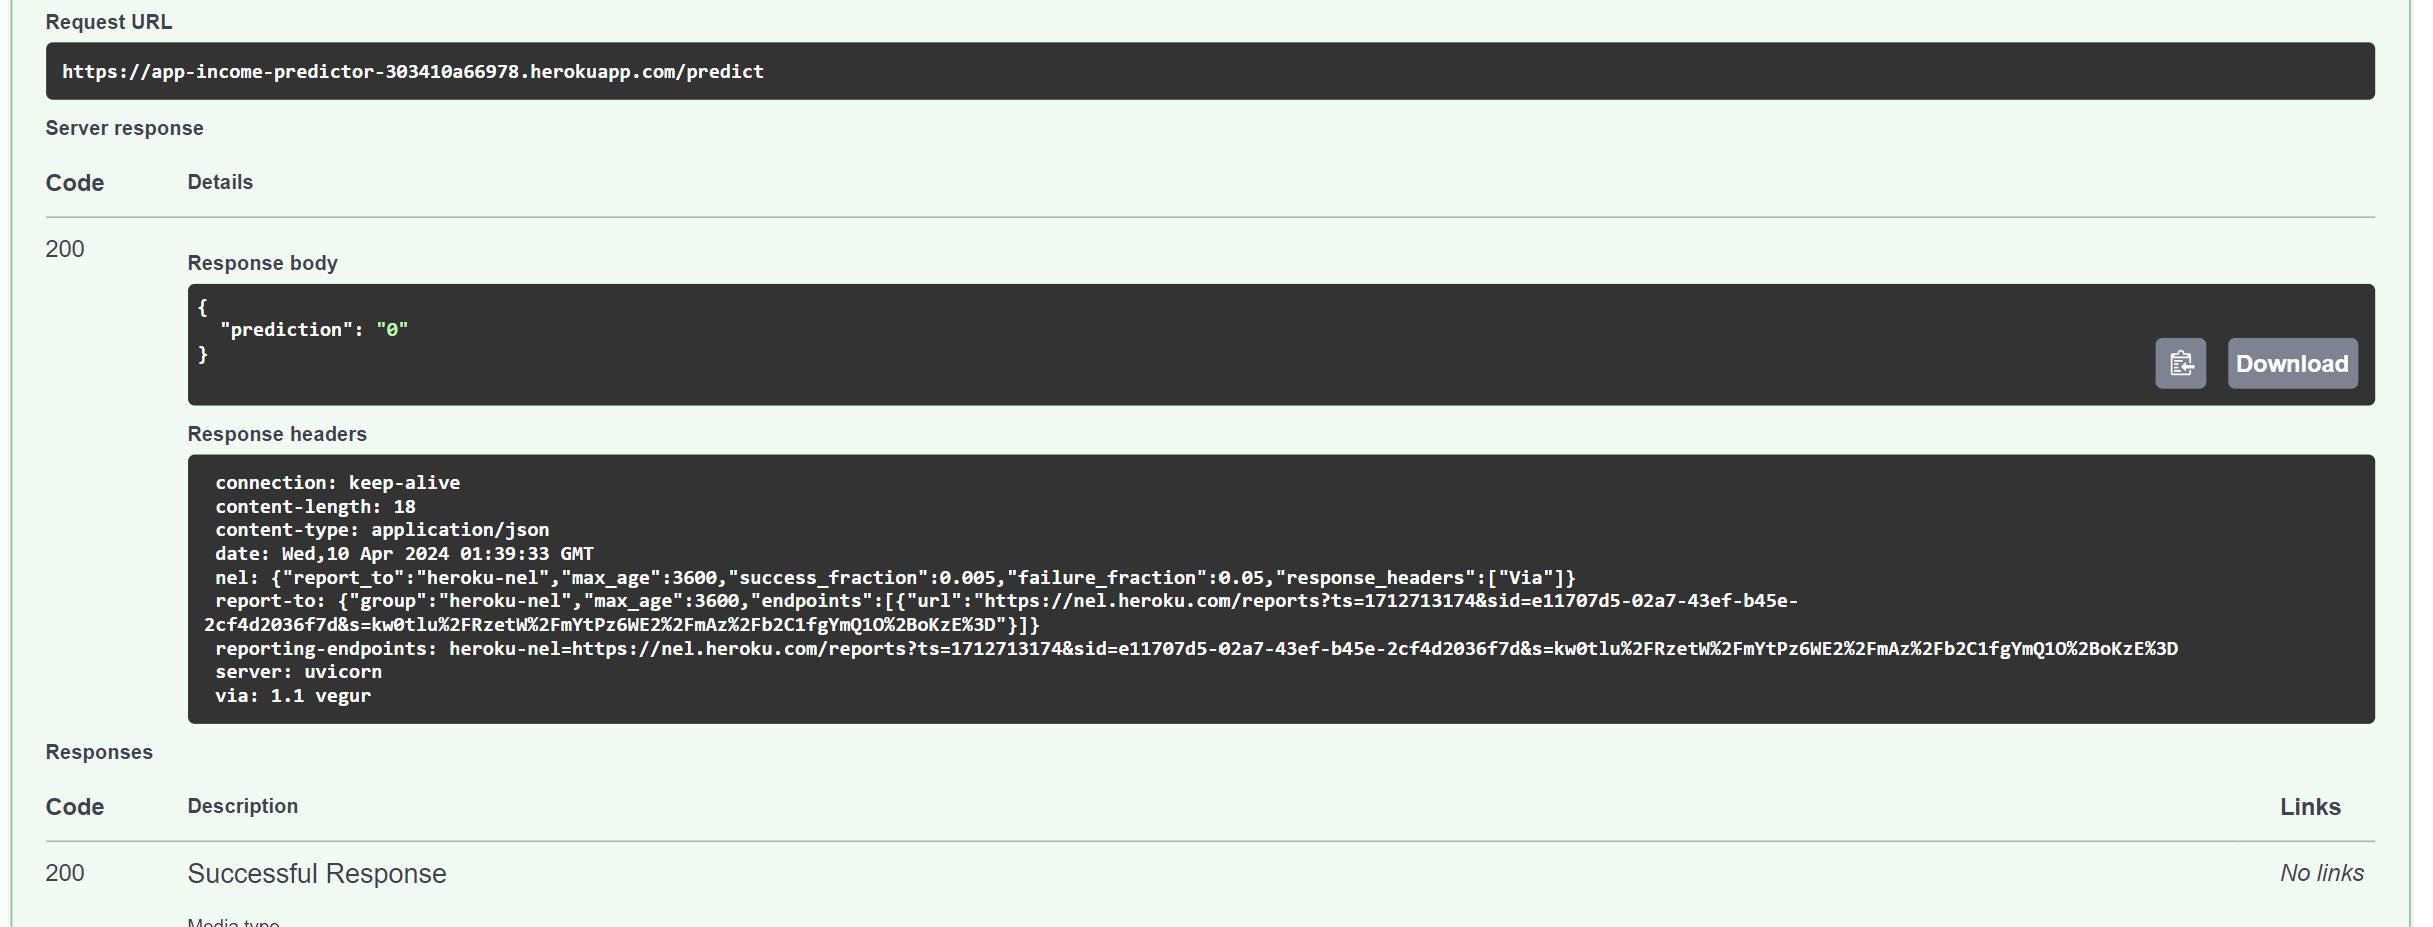 Request URL
https://app-income-predictor-303410a66978.herokuapp.com/predict
Server response
Code Details
200
Response body
{
"prediction": "0"
}
Download
Response headers
connection: keep-alive
content-length: 18
content-type: application/json
date: Wed,10 Apr 2024 01:39:33 GMT
nel: {"report_to":"heroku-nel","max_age":3600,"success_fraction":0.005,"failure_fraction":0.05,"response_headers":["Via"]}
report-to: {"group":"heroku-nel","max_age":3600,"endpoints":[{"url":"https://nel.heroku.com/reports?ts=1712713174&sid=e11707d5-02a7-43ef-b45e-
2cf4d2036f7d&s=kw0tlu%2FRzetW%2FmYtPz6WE2%2FmAz%2Fb2C1fgYmQ1O%2BoKzE%3D"}]}
reporting-endpoints: heroku-nel=https://nel.heroku.com/reports?ts=1712713174&sid=e11707d5-02a7-43ef-b45e-2cf4d2036f7d&s=kw0tlu%2FRzetW%2FmYtPz6WE2%2FmAz%2Fb2C1fgYmQ1O%2BoKzE%3D
server: uvicorn
via: 1.1 vegur
Responses
Code Description Links
200 Successful Response No links
Media type